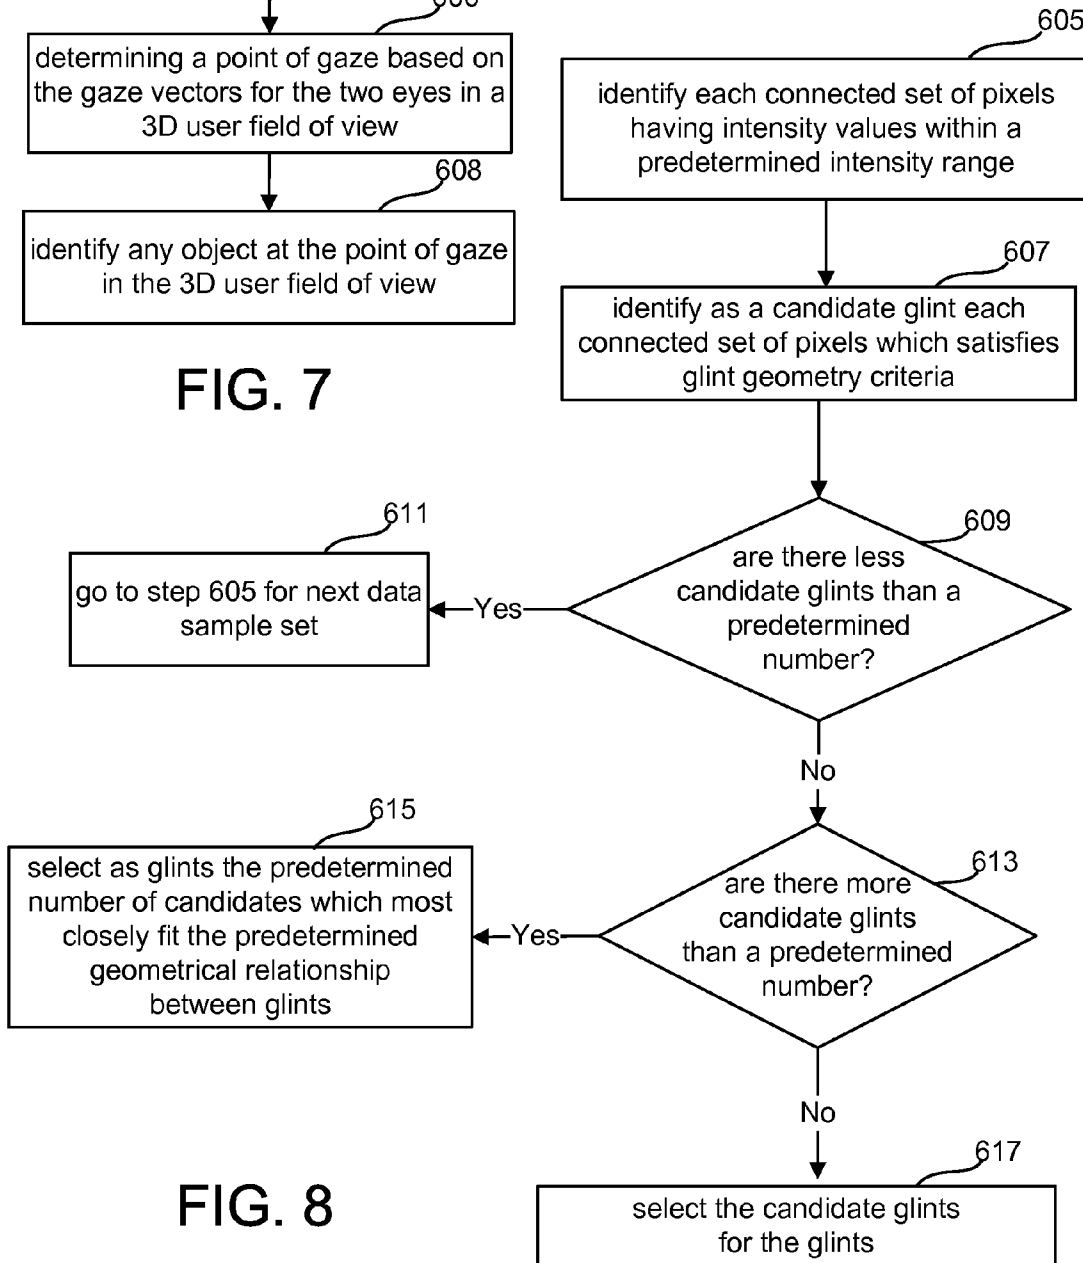 determining a point of gaze based on
the gaze vectors for the two eyes in a
3D user field of view
608
identify any object at the point of gaze
in the 3D user field of view
FIG. 7
605
identify each connected set of pixels
having intensity values within a
predetermined intensity range
607
identify as a candidate glint each
connected set of pixels which satisfies
glint geometry criteria
609
are there less
candidate glints than a
predetermined
number?
Yes
611
go to step 605 for next data
sample set
No
613
are there more
candidate glints
than a predetermined
number?
Yes
615
select as glints the predetermined
number of candidates which most
closely fit the predetermined
geometrical relationship
between glints
No
617
select the candidate glints
for the glints
FIG. 8